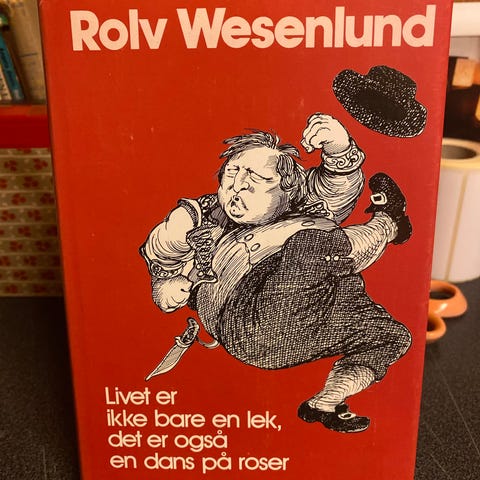 Rolv Wesenlund
Livet er
ikke bare en lek,
det er også
en dans på roser